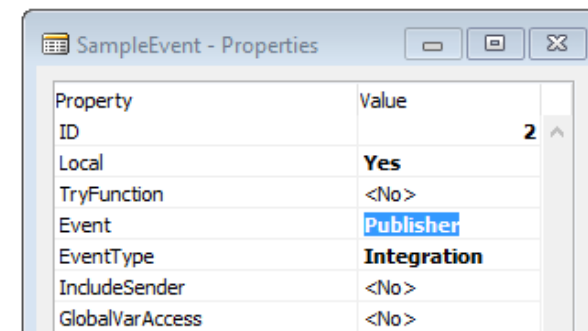 SampleEvent - Properties
Property Value
ID 2
Local Yes
TryFunction <No>
Event Publisher
EventType Integration
IncludeSender <No>
GlobalVarAccess <No>